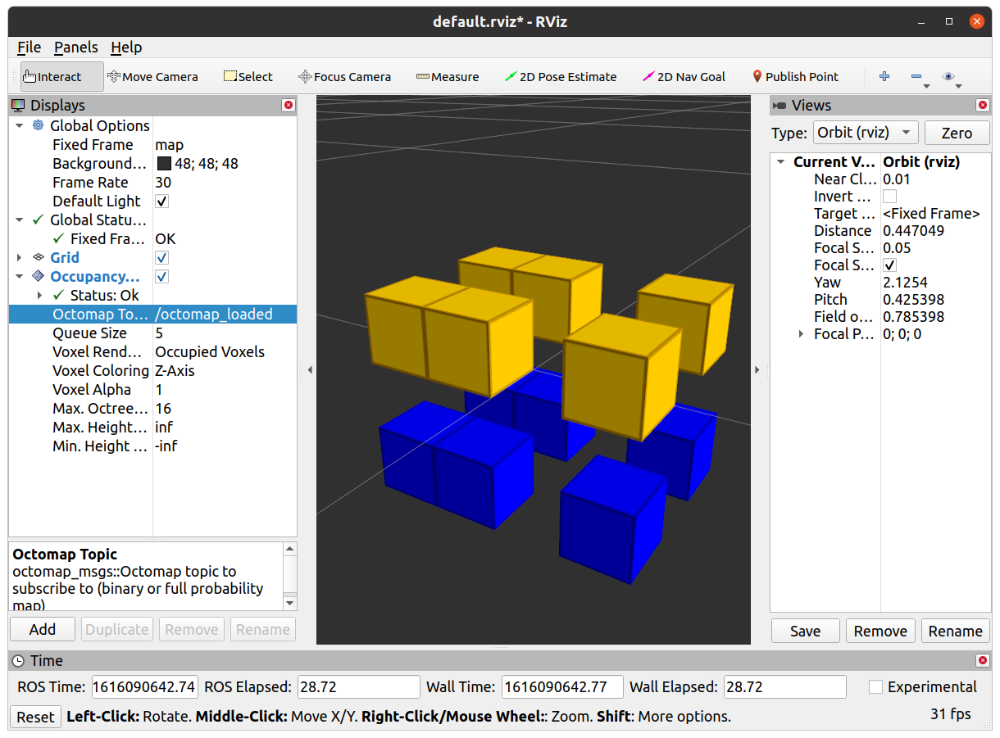 default.rviz* - RViz
File Panels Help
Interact Move Camera Select Focus Camera Measure 2D Pose Estimate 2D Nav Goal Publish Point
Displays
Global Options
Fixed Frame map
Background... 48; 48; 48
Frame Rate 30
Default Light
Global Statu...
Fixed Fra... OK
Grid
Occupancy...
Status: Ok
Octomap To... /octomap_loaded
Queue Size 5
Voxel Rend... Occupied Voxels
Voxel Coloring Z-Axis
Voxel Alpha 1
Max. Octree... 16
Max. Height... inf
Min. Height ... -inf
Octomap Topic
octomap_msgs::Octomap topic to
subscribe to (binary or full probability
map)
Add Duplicate Remove Rename
Views
Type: Orbit (rviz) Zero
Current V... Orbit (rviz)
Near Cl... 0.01
Invert ...
Target ... <Fixed Frame>
Distance 0.447049
Focal S... 0.05
Focal S...
Yaw 2.1254
Pitch 0.425398
Field o... 0.785398
Focal P... 0; 0; 0
Save Remove Rename
Time
ROS Time: 1616090642.74 ROS Elapsed: 28.72 Wall Time: 1616090642.77 Wall Elapsed: 28.72 Experimental
Reset Left-Click: Rotate. Middle-Click: Move X/Y. Right-Click/Mouse Wheel:: Zoom. Shift: More options. 31 fps